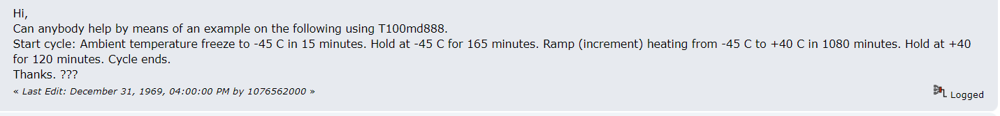 Hi,
Can anybody help by means of an example on the following using T100md888.
Start cycle: Ambient temperature freeze to -45 C in 15 minutes. Hold at -45 C for 165 minutes. Ramp (increment) heating from -45 C to +40 C in 1080 minutes. Hold at +40
for 120 minutes. Cycle ends.
Thanks. ???
« Last Edit: December 31, 1969, 04:00:00 PM by 1076562000 »
Logged